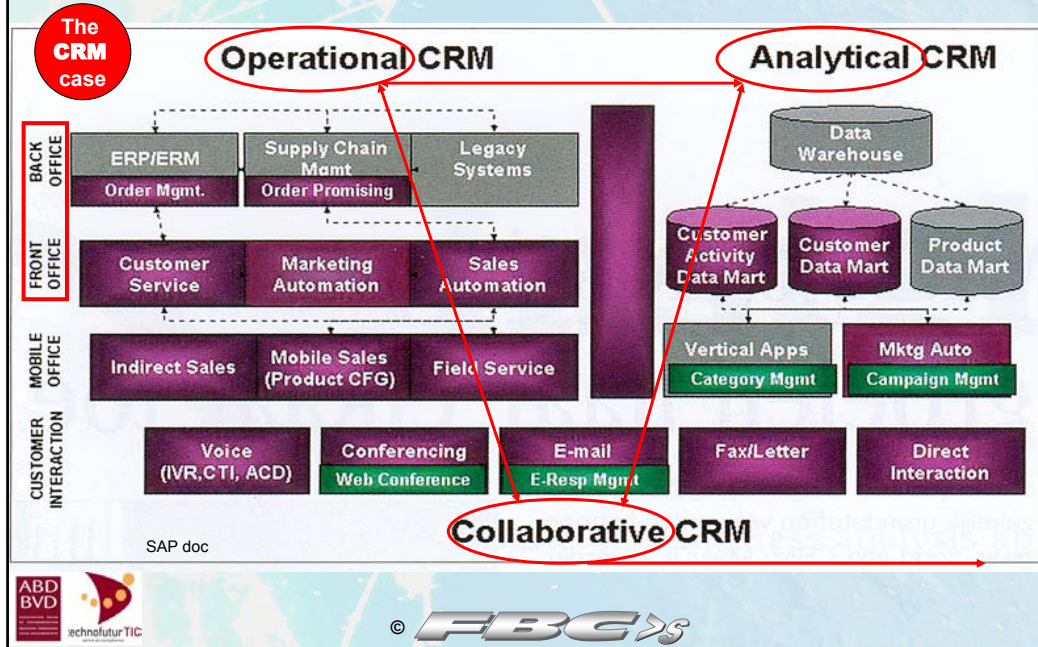 The
CRM
case
Operational CRM
Analytical CRM
BACK
OFFICE
ERP/ERM
Order Mgmt.
Supply Chain
Mgmt
Order Promising
Legacy
Systems
Data
Warehouse
FRONT
OFFICE
Customer
Service
Marketing
Automation
Sales
Automation
Customer
Activity
Data Mart
Customer
Data Mart
Product
Data Mart
MOBILE
OFFICE
Indirect Sales
Mobile Sales
(Product CFG)
Field Service
Vertical Apps
Category Mgmt
Mktg Auto
Campaign Mgmt
CUSTOMER
INTERACTION
Voice
(IVR,CTI, ACD)
Conferencing
Web Conference
E-mail
E-Resp Mgmt
Fax/Letter
Direct
Interaction
Collaborative CRM
SAP doc
ABD
BVD
technofutur TIC
© FBC>s